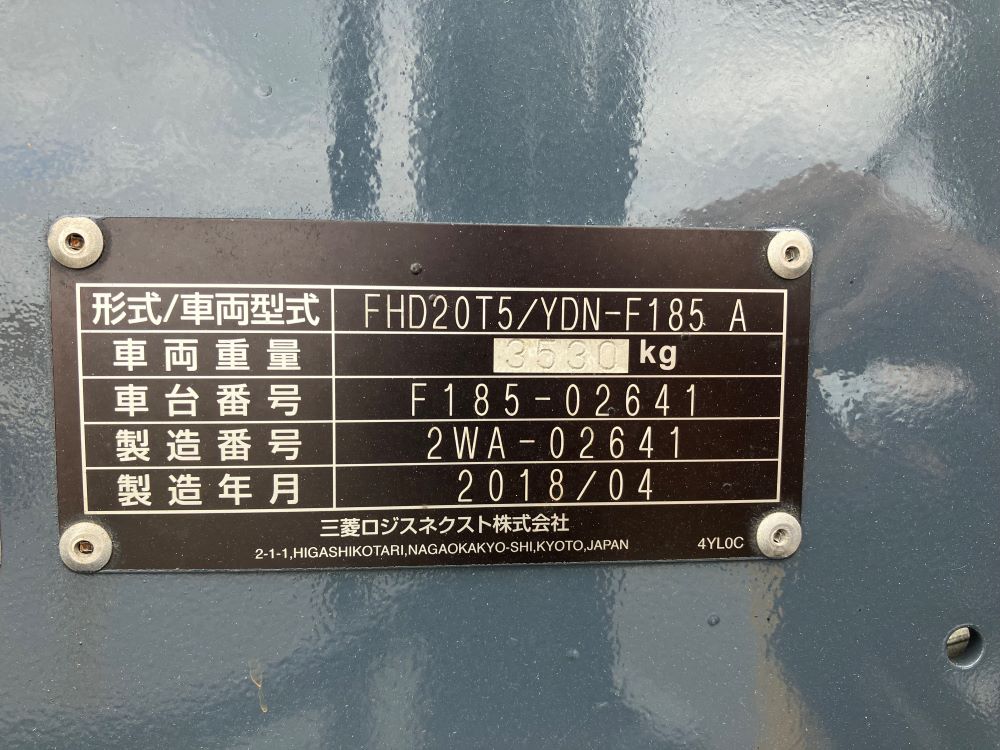 形式/車両型式 FHD20T5/YDN-F185 A
車両重量 3530 kg
車台番号 F185-02641
製造番号 2WA-02641
製造年月 2018/04
三菱ロジスネクスト株式会社
2-1-1,HIGASHIKOTARI,NAGAOKAKYO-SHI,KYOTO,JAPAN 4YL0C